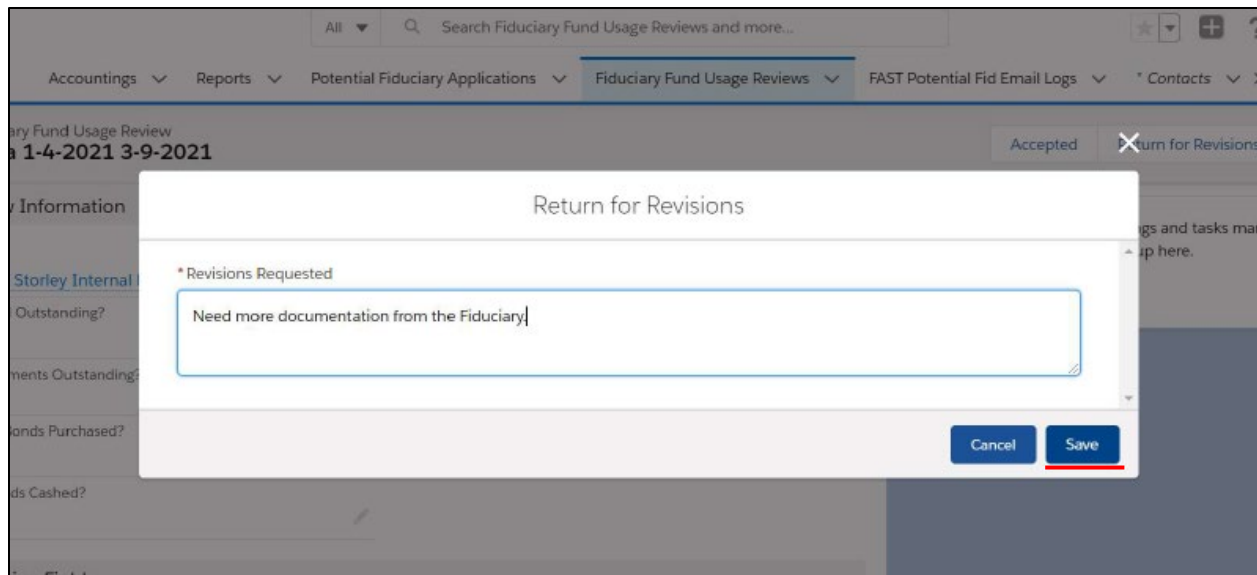 All
Search Fiduciary Fund Usage Reviews and more...
Accountings Reports Potential Fiduciary Applications Fiduciary Fund Usage Reviews FAST Potential Fid Email Logs * Contacts
ary Fund Usage Review
1-4-2021 3-9-2021
Accepted
turn for Revisions
Information
Return for Revisions
gs and tasks mar
up here.
*Revisions Requested
Storley Internal
Need more documentation from the Fiduciary.
Outstanding?
ments Outstanding?
Bonds Purchased?
Cancel Save
ds Cashed?